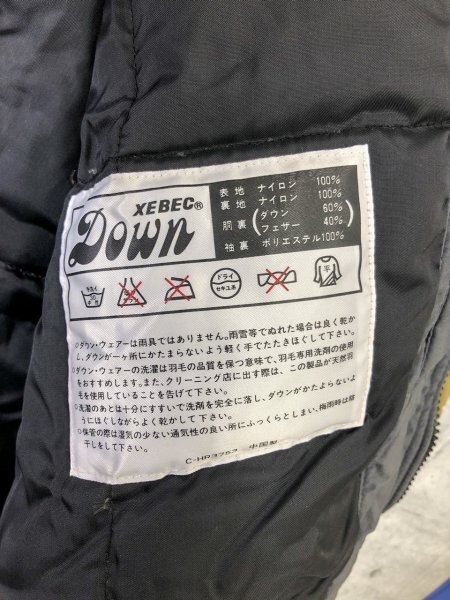 XEBEC®
Down
表地 ナイロン 100%
裏地 ナイロン 100%
胴裏 (ダウン 60%
フェザー 40%)
袖裏 ポリエステル100%
ドライ
セキユ系
平
○ダウン・ウェアーは雨具ではありません。雨雪等でぬれた場合は良く乾か
し、ダウンが一ヶ所にかたまらないよう軽く手でたたきほぐして下さい。
○ダウン・ウェアーの洗濯は羽毛の品質を保つ意味で、羽毛専用洗剤の使用
をおすすめします。また、クリーニング店に出す際は、この製品が天然羽
毛を使用していることを告げて下さい。
○洗濯のあとは十分にすすいで洗剤を完全に落し、ダウンがかたよらないよ
うにほぐしながらよく乾かして下さい。
○保管の際は湿気の少ない通気性の良い所にふっくらとしまい、梅雨時は陰
干しをして下さい。
中国製